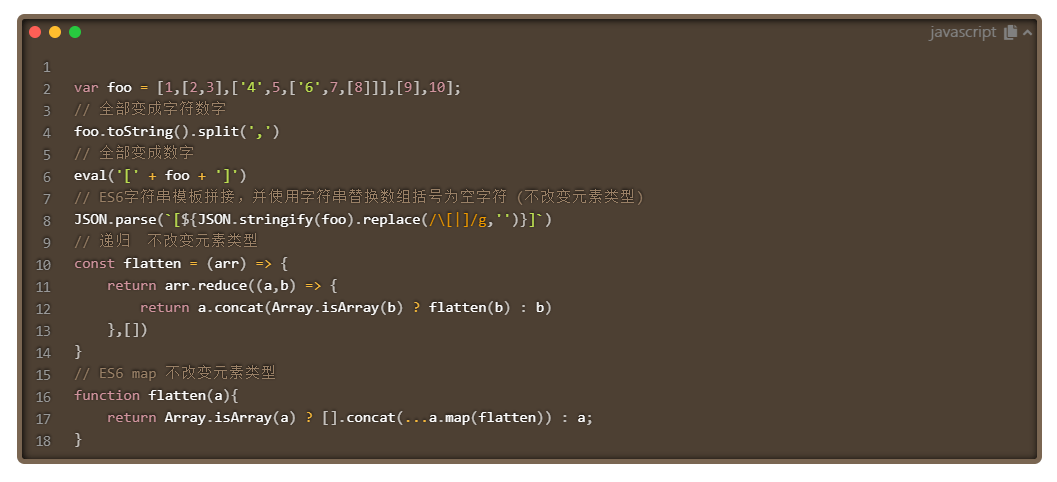 javascript
1
2 var foo = [1,[2,3],['4',5,['6',7,[8]]],[9],10];
3 // 全部变成字符数字
4 foo.toString().split(',')
5 // 全部变成数字
6 eval('[' + foo + ']')
7 // ES6字符串模板拼接，并使用字符串替换数组括号为空字符 (不改变元素类型)
8 JSON.parse(`[${JSON.stringify(foo).replace(/\[|]/g,'')}]`)
9 // 递归  不改变元素类型
10 const flatten = (arr) => {
11     return arr.reduce((a,b) => {
12         return a.concat(Array.isArray(b) ? flatten(b) : b)
13     },[])
14 }
15 // ES6 map 不改变元素类型
16 function flatten(a){
17     return Array.isArray(a) ? [].concat(...a.map(flatten)) : a;
18 }